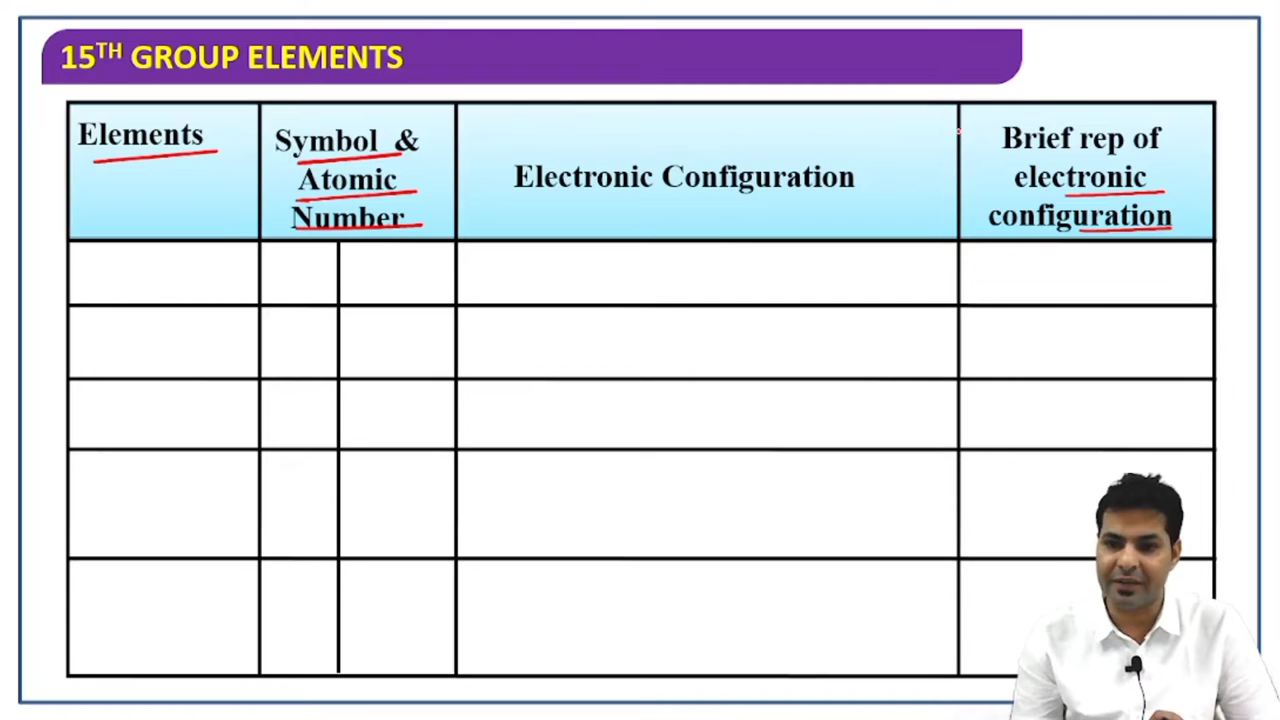 15TH GROUP ELEMENTS
Elements
Symbol &
Atomic
Number
Electronic Configuration
Brief rep of
electronic
configuration